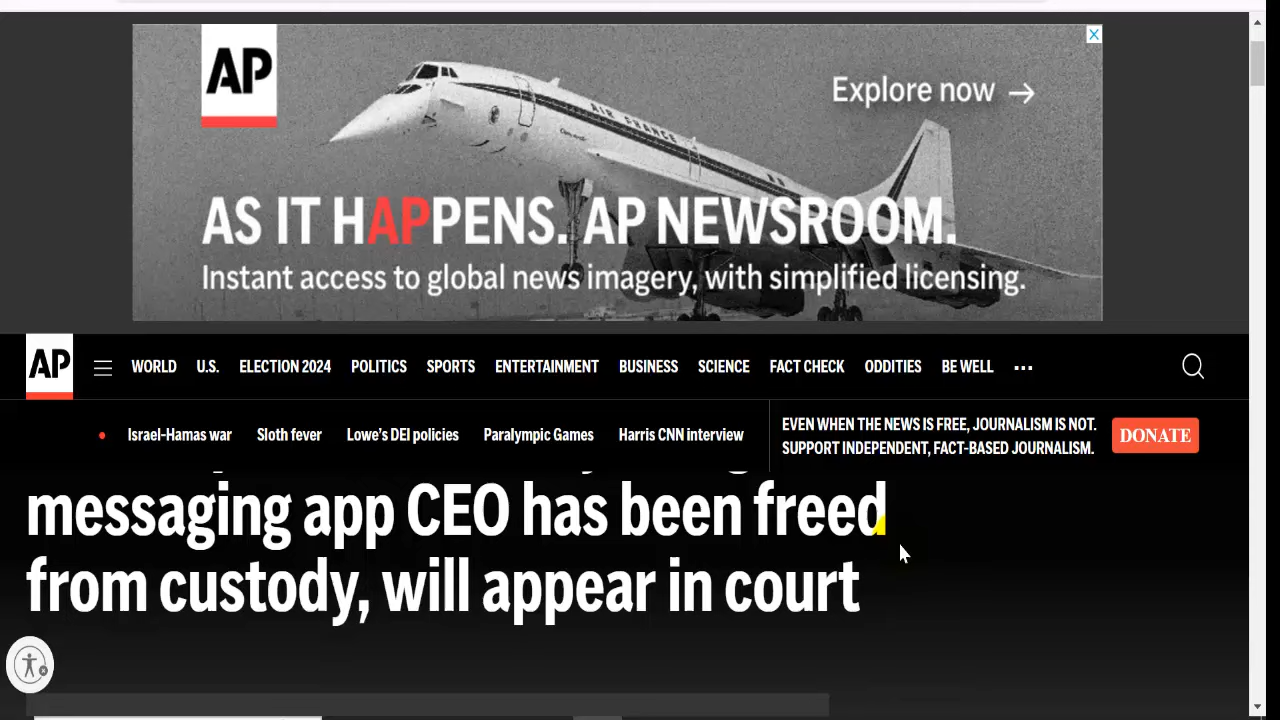 AP
Explore now →
AIR FRANCE
AS IT HAPPENS. AP NEWSROOM.
Instant access to global news imagery, with simplified licensing.
AP
WORLD U.S. ELECTION 2024 POLITICS SPORTS ENTERTAINMENT BUSINESS SCIENCE FACT CHECK ODDITIES BE WELL ...
Israel-Hamas war Sloth fever Lowe's DEI policies Paralympic Games Harris CNN interview
EVEN WHEN THE NEWS IS FREE, JOURNALISM IS NOT.
SUPPORT INDEPENDENT, FACT-BASED JOURNALISM.
DONATE
messaging app CEO has been freed
from custody, will appear in court